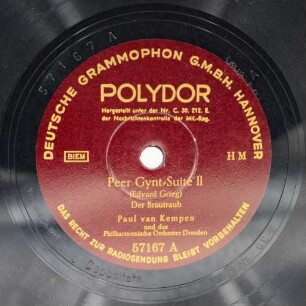 DEUTSCHE GRAMMOPHON G.M.B.H. HANNOVER
57167 A
POLYDOR
Hergestellt unter der Nr. C. 38. 212. E.
der Nachrichtenkontrolle der Mil.-Reg.
BIEM
HM
Peer Gynt-Suite II
(Edvard Grieg)
Der Brautraub
Paul van Kempen
und das
Philharmonische Orchester Dresden
57167 A
DAS RECHT ZUR RADIOSENDUNG BLEIBT VORBEHALTEN